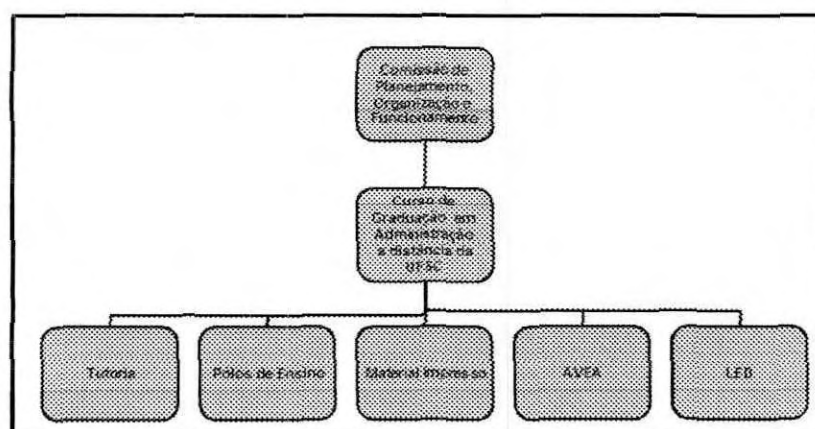 Comissão de
Planejamento,
Organização e
Funcionamento
Curso de
Graduação em
Administração
a distância da
UFSC
Tutoria
Pólos de Ensino
Material Impresso
AVEA
LED